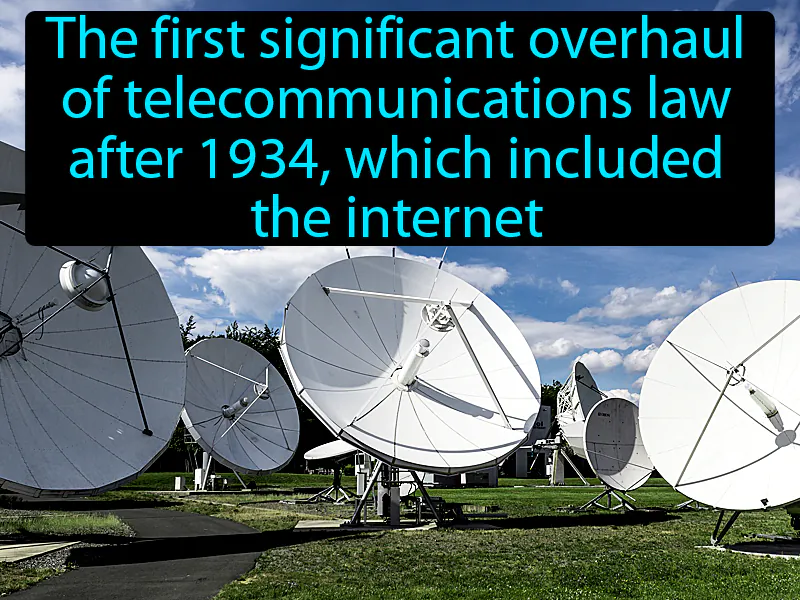 The first significant overhaul
of telecommunications law
after 1934, which included
the internet